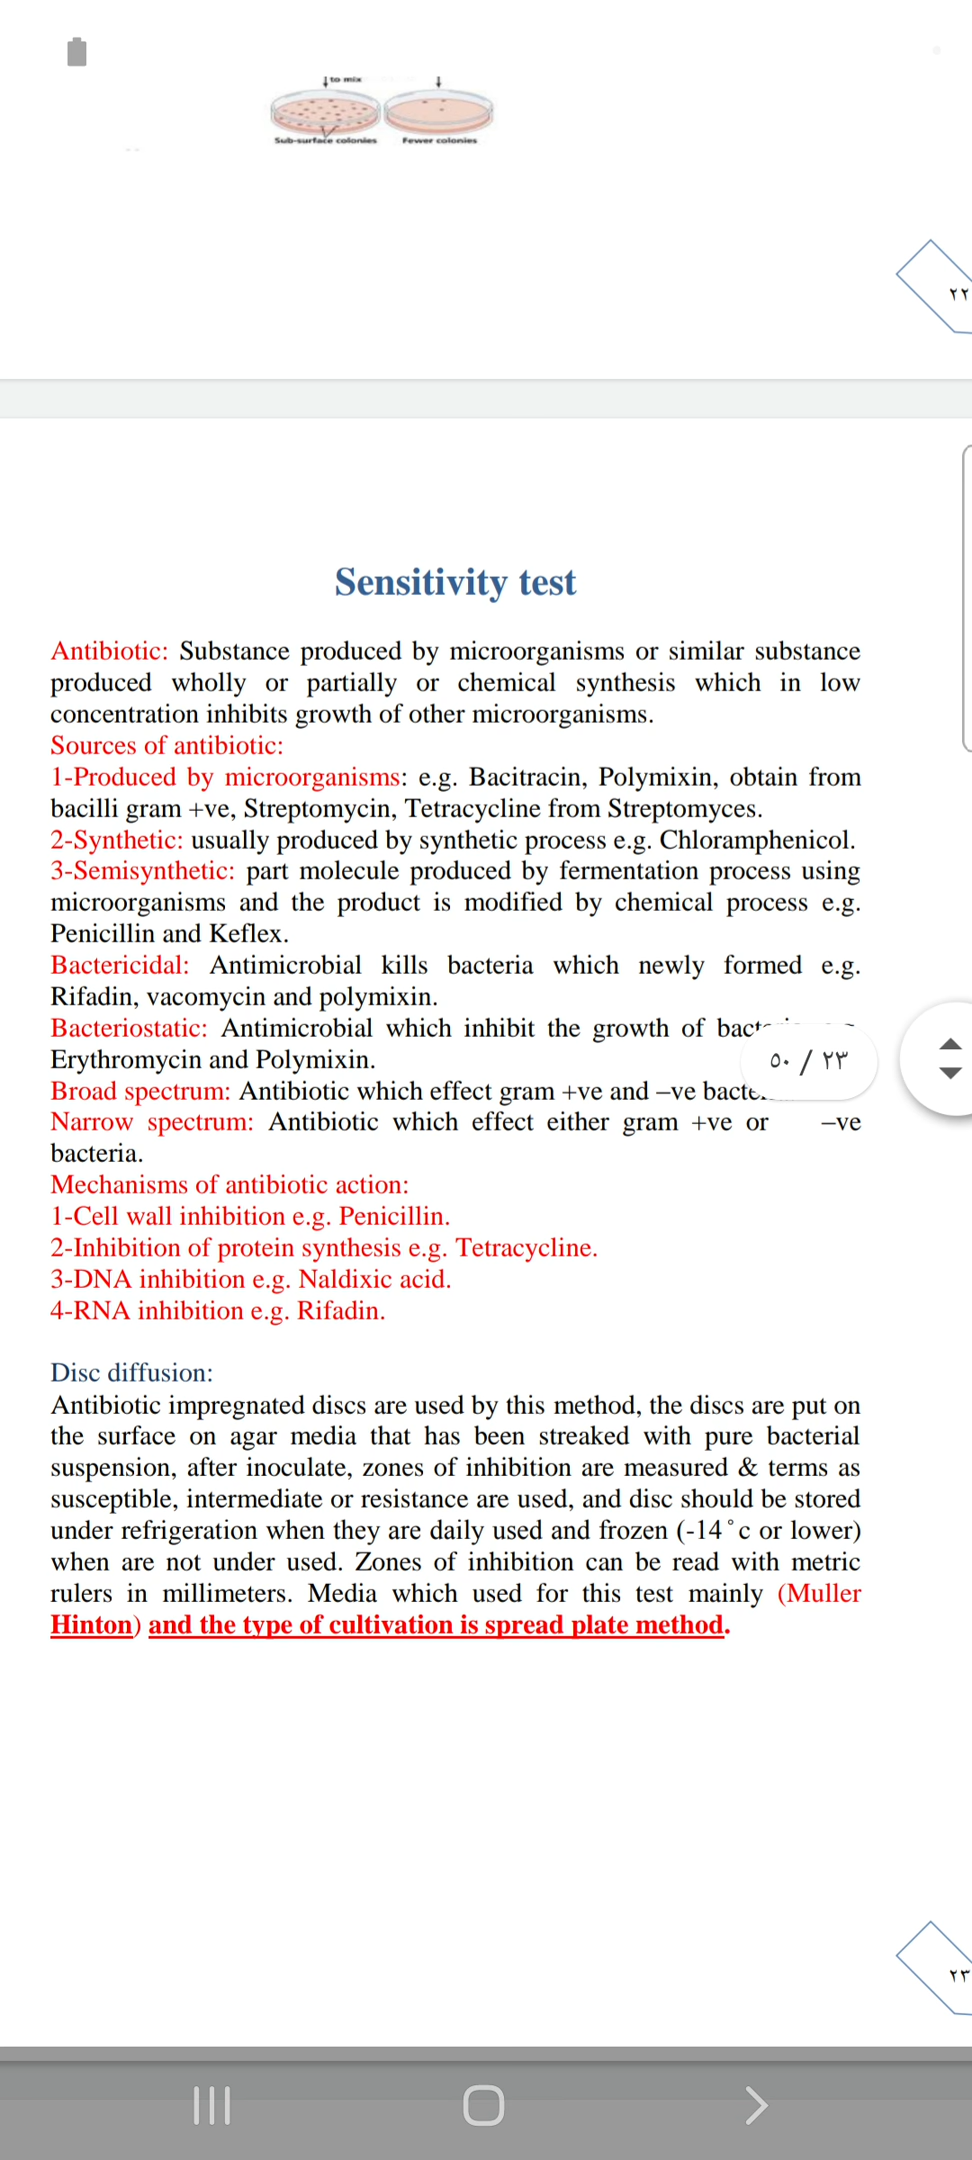 to mix
Sub-surface colonies Fewer colonies
٢٢
Sensitivity test
Antibiotic: Substance produced by microorganisms or similar substance
produced wholly or partially or chemical synthesis which in low
concentration inhibits growth of other microorganisms.
Sources of antibiotic:
1-Produced by microorganisms: e.g. Bacitracin, Polymixin, obtain from
bacilli gram +ve, Streptomycin, Tetracycline from Streptomyces.
2-Synthetic: usually produced by synthetic process e.g. Chloramphenicol.
3-Semisynthetic: part molecule produced by fermentation process using
microorganisms and the product is modified by chemical process e.g.
Penicillin and Keflex.
Bactericidal: Antimicrobial kills bacteria which newly formed e.g.
Rifadin, vacomycin and polymixin.
Bacteriostatic: Antimicrobial which inhibit the growth of
Erythromycin and Polymixin.
٥٠ / ٢٣
Broad spectrum: Antibiotic which effect gram +ve and –ve
Narrow spectrum: Antibiotic which effect either gram +ve or –ve
bacteria.
Mechanisms of antibiotic action:
1-Cell wall inhibition e.g. Penicillin.
2-Inhibition of protein synthesis e.g. Tetracycline.
3-DNA inhibition e.g. Naldixic acid.
4-RNA inhibition e.g. Rifadin.
Disc diffusion:
Antibiotic impregnated discs are used by this method, the discs are put on
the surface on agar media that has been streaked with pure bacterial
suspension, after inoculate, zones of inhibition are measured & terms as
susceptible, intermediate or resistance are used, and disc should be stored
under refrigeration when they are daily used and frozen (-14˚c or lower)
when are not under used. Zones of inhibition can be read with metric
rulers in millimeters. Media which used for this test mainly (Muller
Hinton) and the type of cultivation is spread plate method.
٢٣